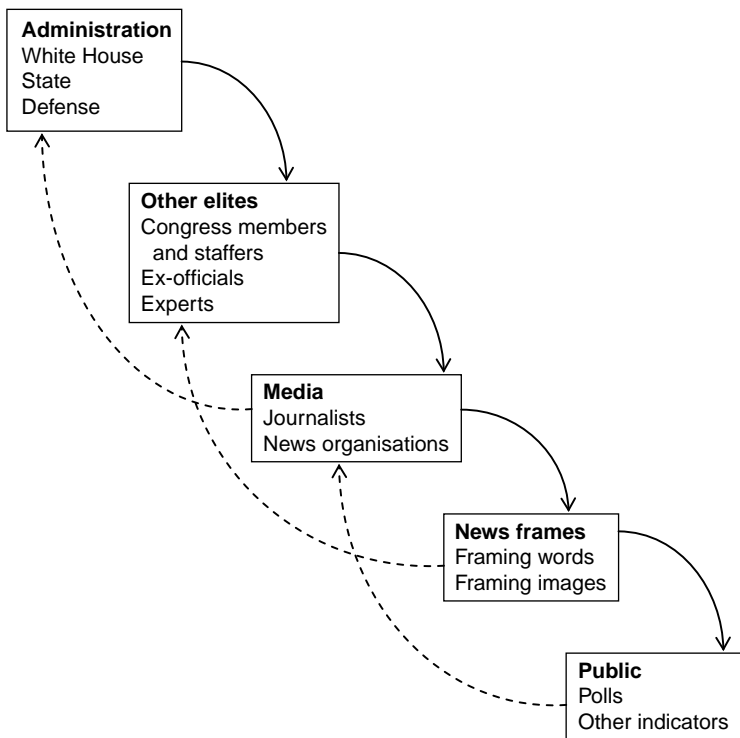 Administration
White House
State
Defense
Other elites
Congress members
and staffers
Ex-officials
Experts
Media
Journalists
News organisations
News frames
Framing words
Framing images
Public
Polls
Other indicators